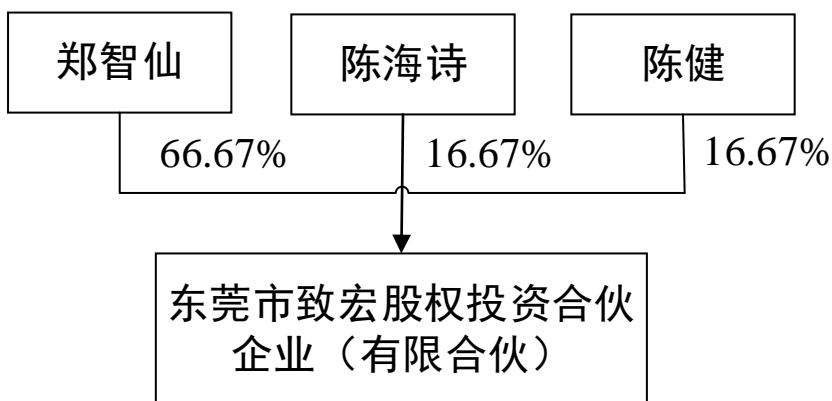 郑智仙
陈海诗
陈健
66.67%
16.67%
16.67%
东莞市致宏股权投资合伙
企业（有限合伙）